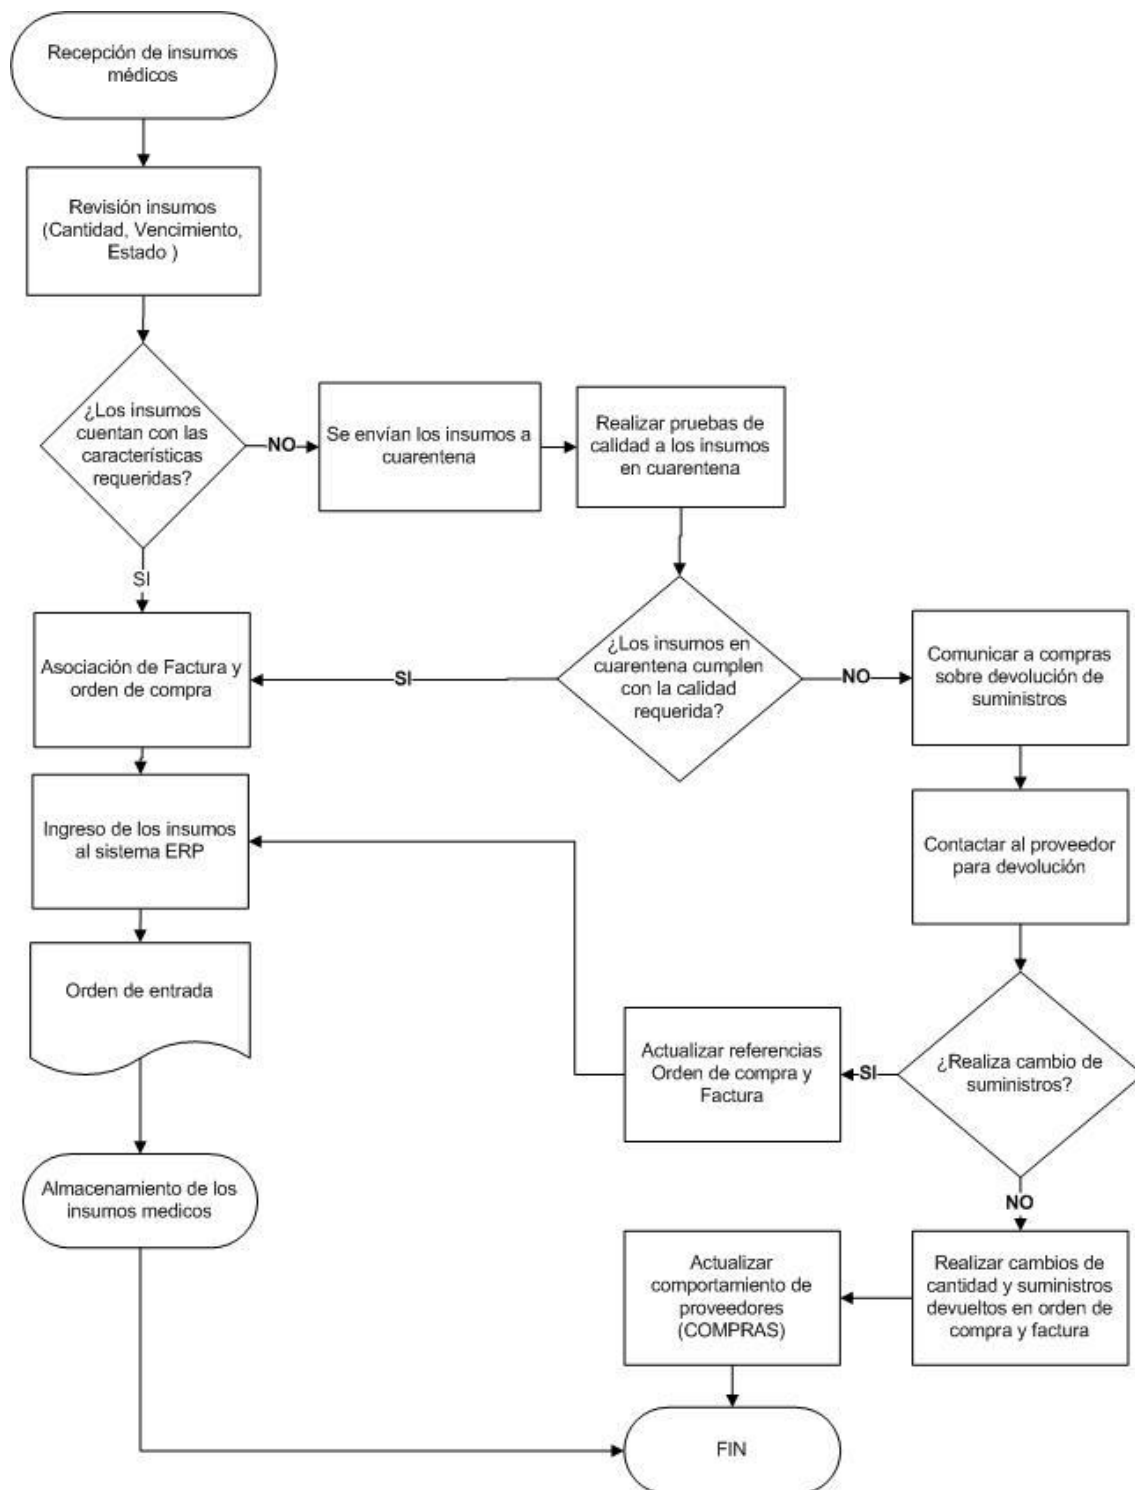 Recepción de insumos
médicos
Revisión insumos
(Cantidad, Vencimiento,
Estado )
¿Los insumos
cuentan con las
características
requeridas?
NO
Se envían los insumos a
cuarentena
Realizar pruebas de
calidad a los insumos
en cuarentena
SI
Asociación de Factura y
orden de compra
SI
¿Los insumos en
cuarentena cumplen
con la calidad
requerida?
NO
Comunicar a compras
sobre devolución de
suministros
Ingreso de los insumos
al sistema ERP
Contactar al proveedor
para devolución
Orden de entrada
Actualizar referencias
Orden de compra y
Factura
SI
¿Realiza cambio de
suministros?
Almacenamiento de los
insumos medicos
NO
Actualizar
comportamiento de
proveedores
(COMPRAS)
Realizar cambios de
cantidad y suministros
devueltos en orden de
compra y factura
FIN